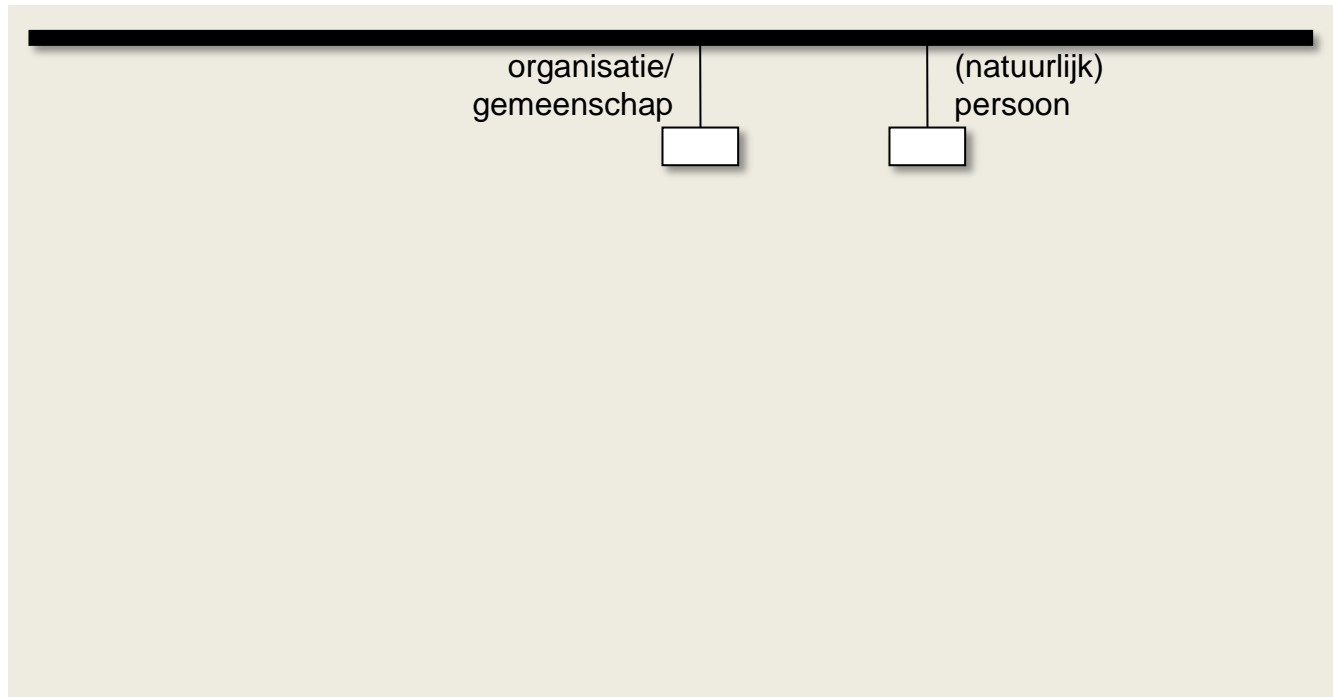 organisatie/
gemeenschap
(natuurlijk)
persoon